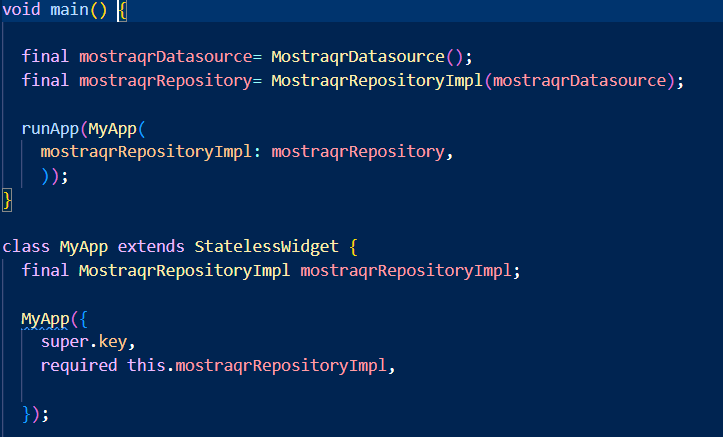 void main() {
final mostraqrDatasource= MostraqrDatasource();
final mostraqrRepository= MostraqrRepositoryImpl(mostraqrDatasource);
runApp(MyApp(
mostraqrRepositoryImpl: mostraqrRepository,
));
}
class MyApp extends StatelessWidget {
final MostraqrRepositoryImpl mostraqrRepositoryImpl;
MyApp({
super.key,
required this.mostraqrRepositoryImpl,
});